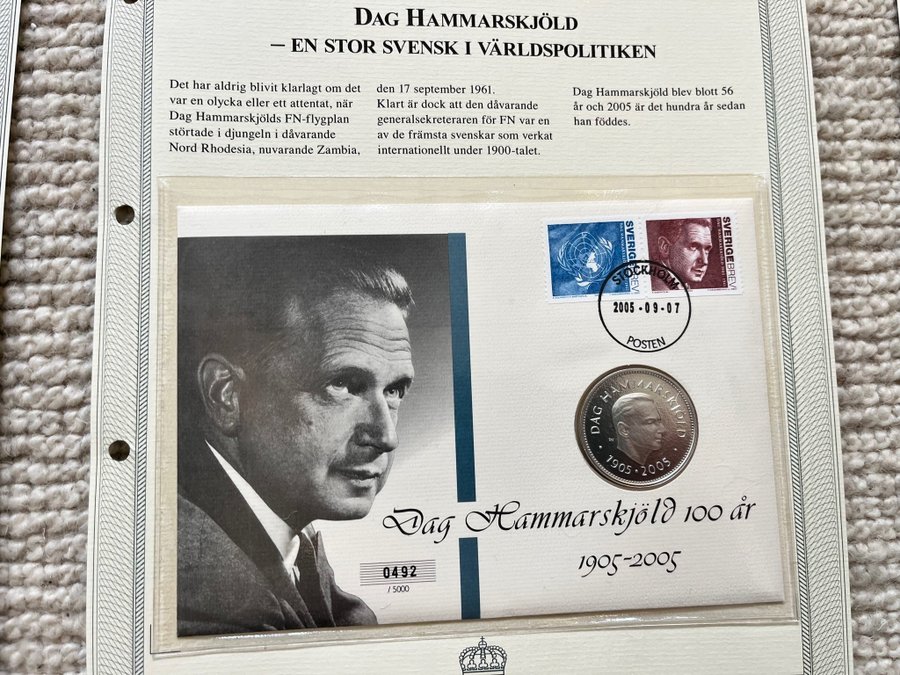 DAG HAMMARSKJÖLD
– EN STOR SVENSK I VÄRLDSPOLITIKEN
Det har aldrig blivit klarlagt om det
var en olycka eller ett attentat, när
Dag Hammarskjölds FN-flygplan
störtade i djungeln i dåvarande
Nord Rhodesia, nuvarande Zambia,
den 17 september 1961.
Klart är dock att den dåvarande
generalsekreteraren för FN var en
av de främsta svenskar som verkat
internationellt under 1900-talet.
Dag Hammarskjöld blev blott 56
år och 2005 är det hundra år sedan
han föddes.
SVERIGE
SVERIGE BREV
STOCKHOLM
2005-09-07
POSTEN
DAG HAMMARSKJÖLD
· 1905 · 2005 ·
Dag Hammarskjöld 100 år
1905-2005
0492
/ 5000